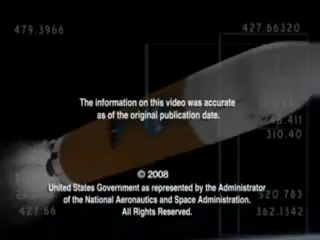 479.3966
427.66320
The information on this video was accurate
as of the original publication date.
310.40
© 2008
United States Government as represented by the Administrator
of the National Aeronautics and Space Administration.
All Rights Reserved.
520.783
427.66
362.1342